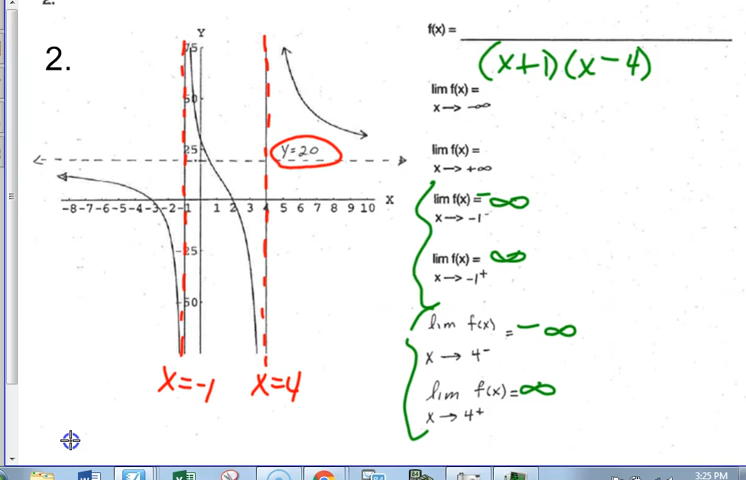 2.
f(x) =
(x+1)(x-4)
lim f(x) =
x → -∞
lim f(x) =
x → +∞
lim f(x) = -∞
x → -1⁻
lim f(x) = ∞
x → -1⁺
lim f(x) = -∞
x → 4⁻
lim f(x) = ∞
x → 4⁺
Y
75
50
25
y=20
X
-8 -7 -6 -5 -4 -3 -2 -1 1 2 3 4 5 6 7 8 9 10
-25
-50
x=-1 x=4
3:25 PM